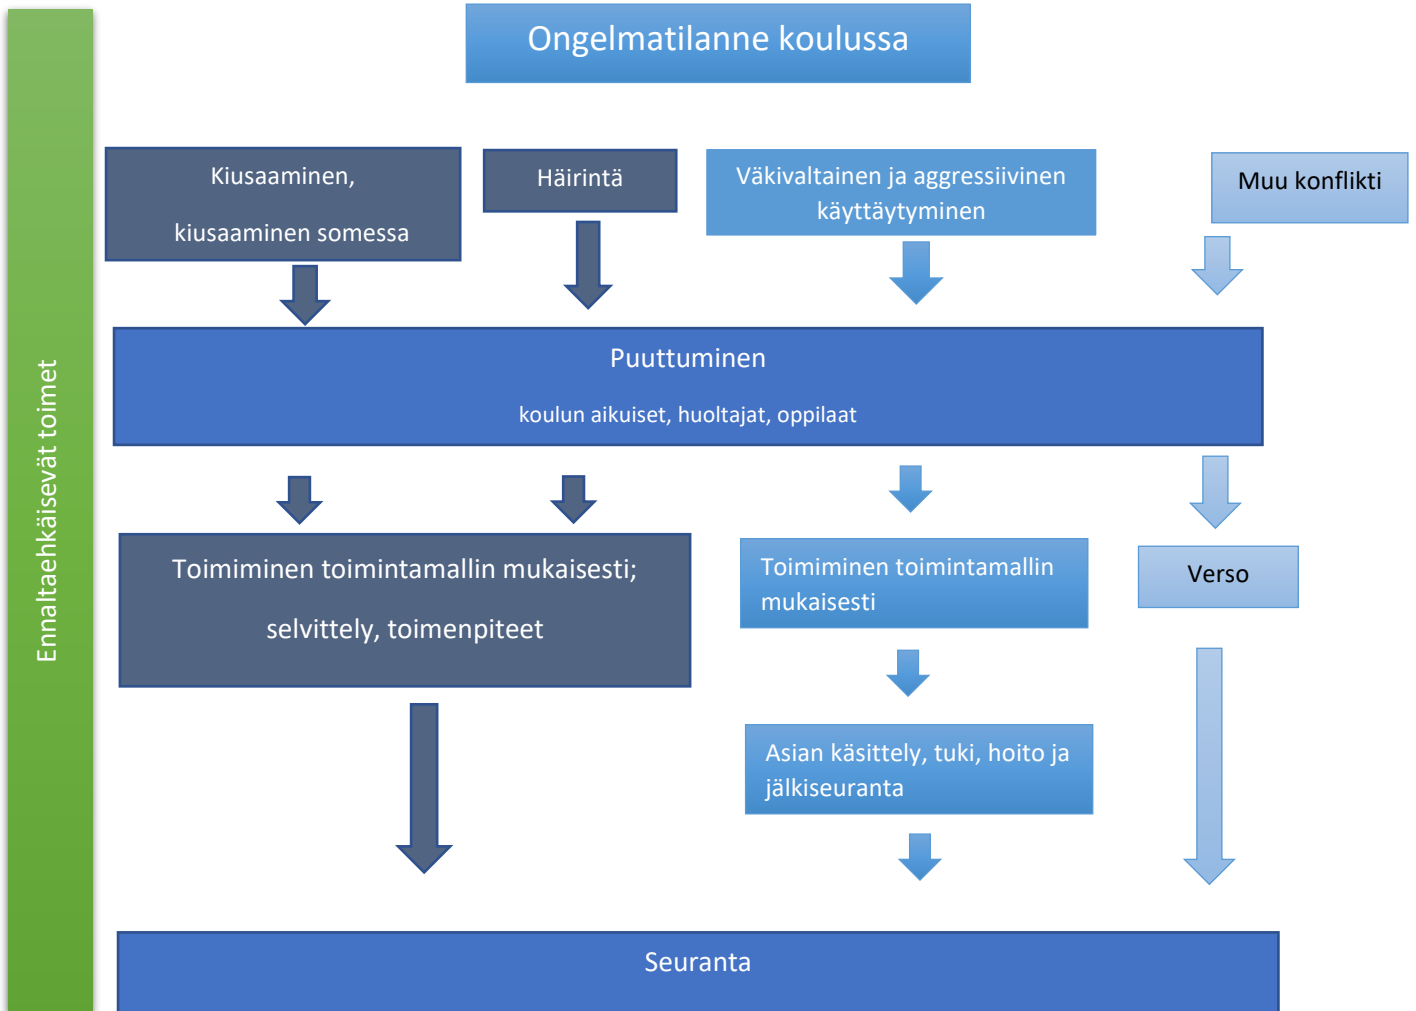 Ongelmatilanne koulussa
Kiusaaminen,
kiusaaminen somessa
Häirintä
Väkivaltainen ja aggressiivinen
käyttäytyminen
Muu konflikti
Ennaltaehkäisevät toimet
Puuttuminen
koulun aikuiset, huoltajat, oppilaat
Toimiminen toimintamallin mukaisesti;
selvittely, toimenpiteet
Toimiminen toimintamallin
mukaisesti
Verso
Asian käsittely, tuki, hoito ja
jälkiseuranta
Seuranta